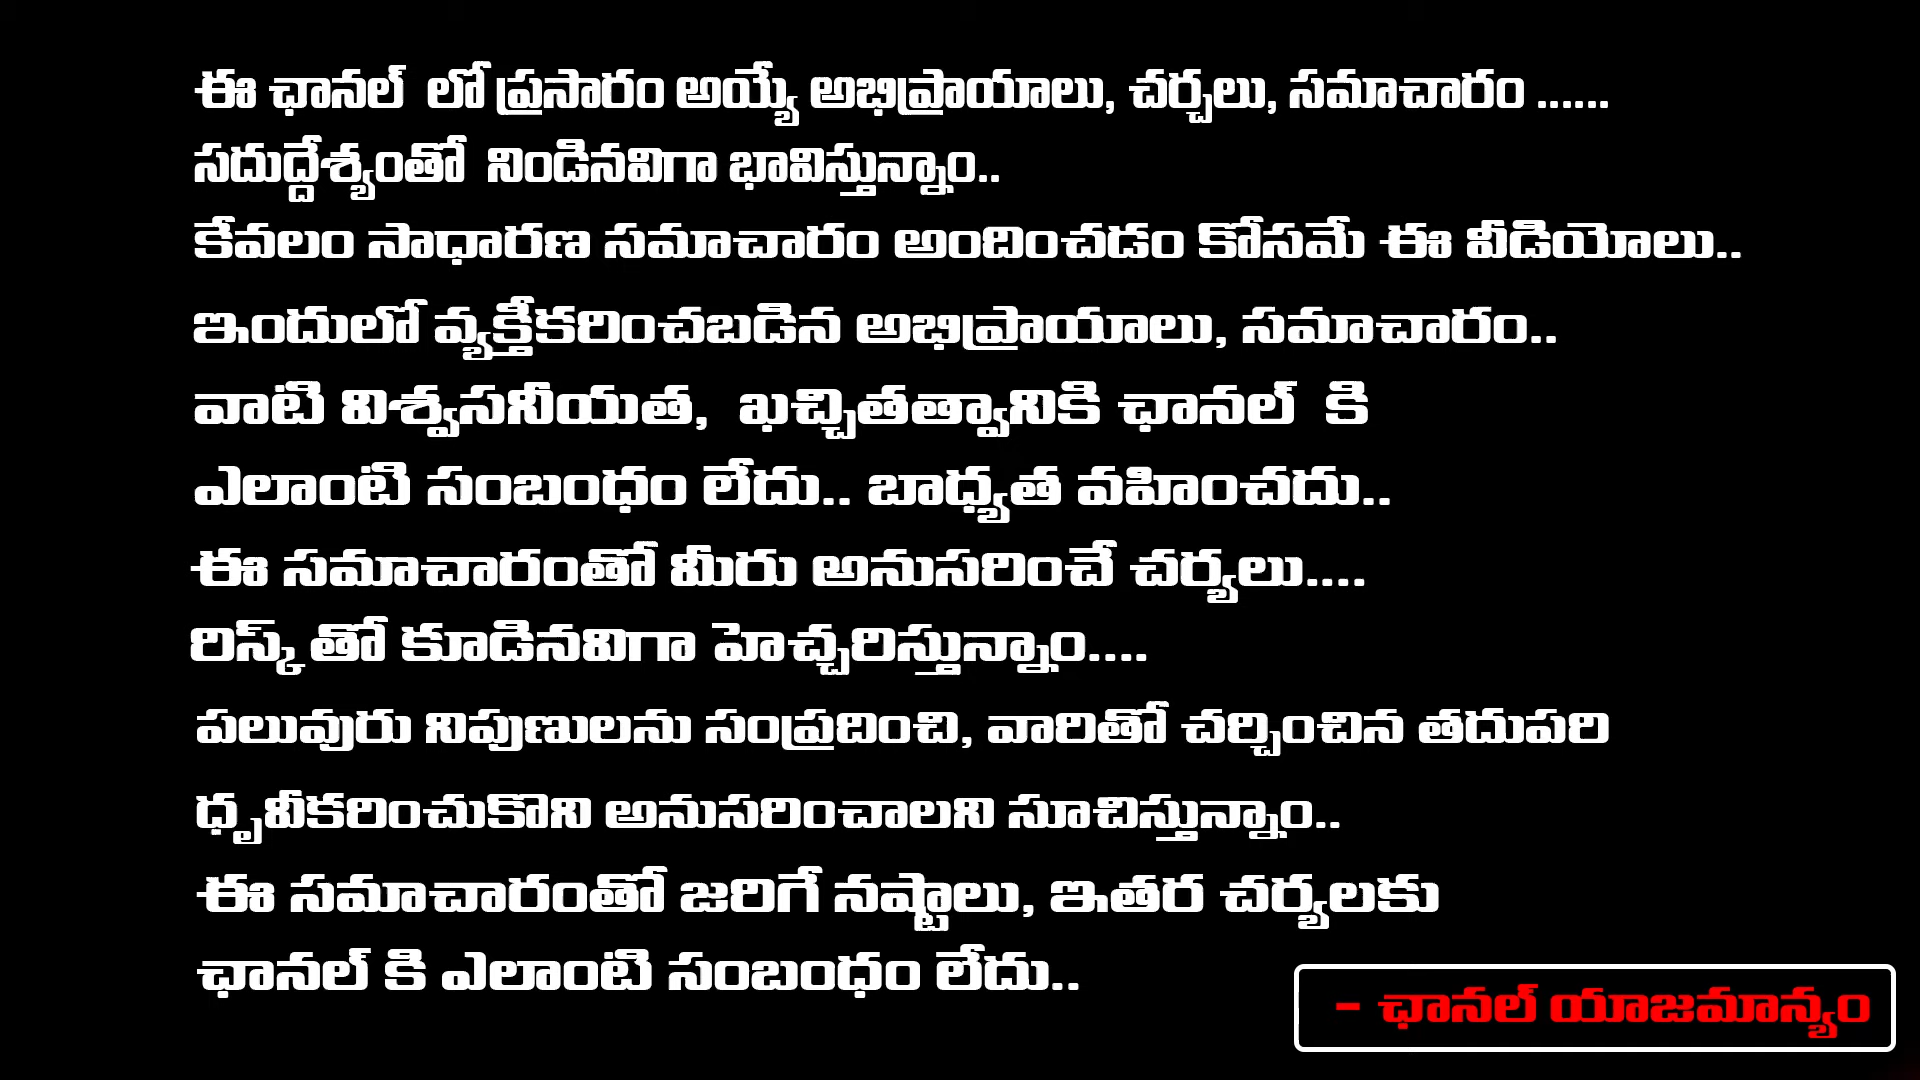 ఈ ఛానల్ లో ప్రసారం అయ్యే అభిప్రాయాలు, చర్చలు, సమాచారం ......
సదుద్దేశ్యంతో నిండినవిగా భావిస్తున్నాం..
కేవలం సాధారణ సమాచారం అందించడం కోసమే ఈ వీడియోలు..
ఇందులో వ్యక్తీకరించబడిన అభిప్రాయాలు, సమాచారం..
వాటి విశ్వసనీయత, ఖచ్చితత్వానికి ఛానల్ కి
ఎలాంటి సంబంధం లేదు.. బాధ్యత వహించదు..
ఈ సమాచారంతో మీరు అనుసరించే చర్యలు....
రిస్క్ తో కూడినవిగా హెచ్చరిస్తున్నాం....
పలువురు నిపుణులను సంప్రదించి, వారితో చర్చించిన తదుపరి
ధృవీకరించుకొని అనుసరించాలని సూచిస్తున్నాం..
ఈ సమాచారంతో జరిగే నష్టాలు, ఇతర చర్యలకు
ఛానల్ కి ఎలాంటి సంబంధం లేదు..
- ఛానల్ యాజమాన్యం